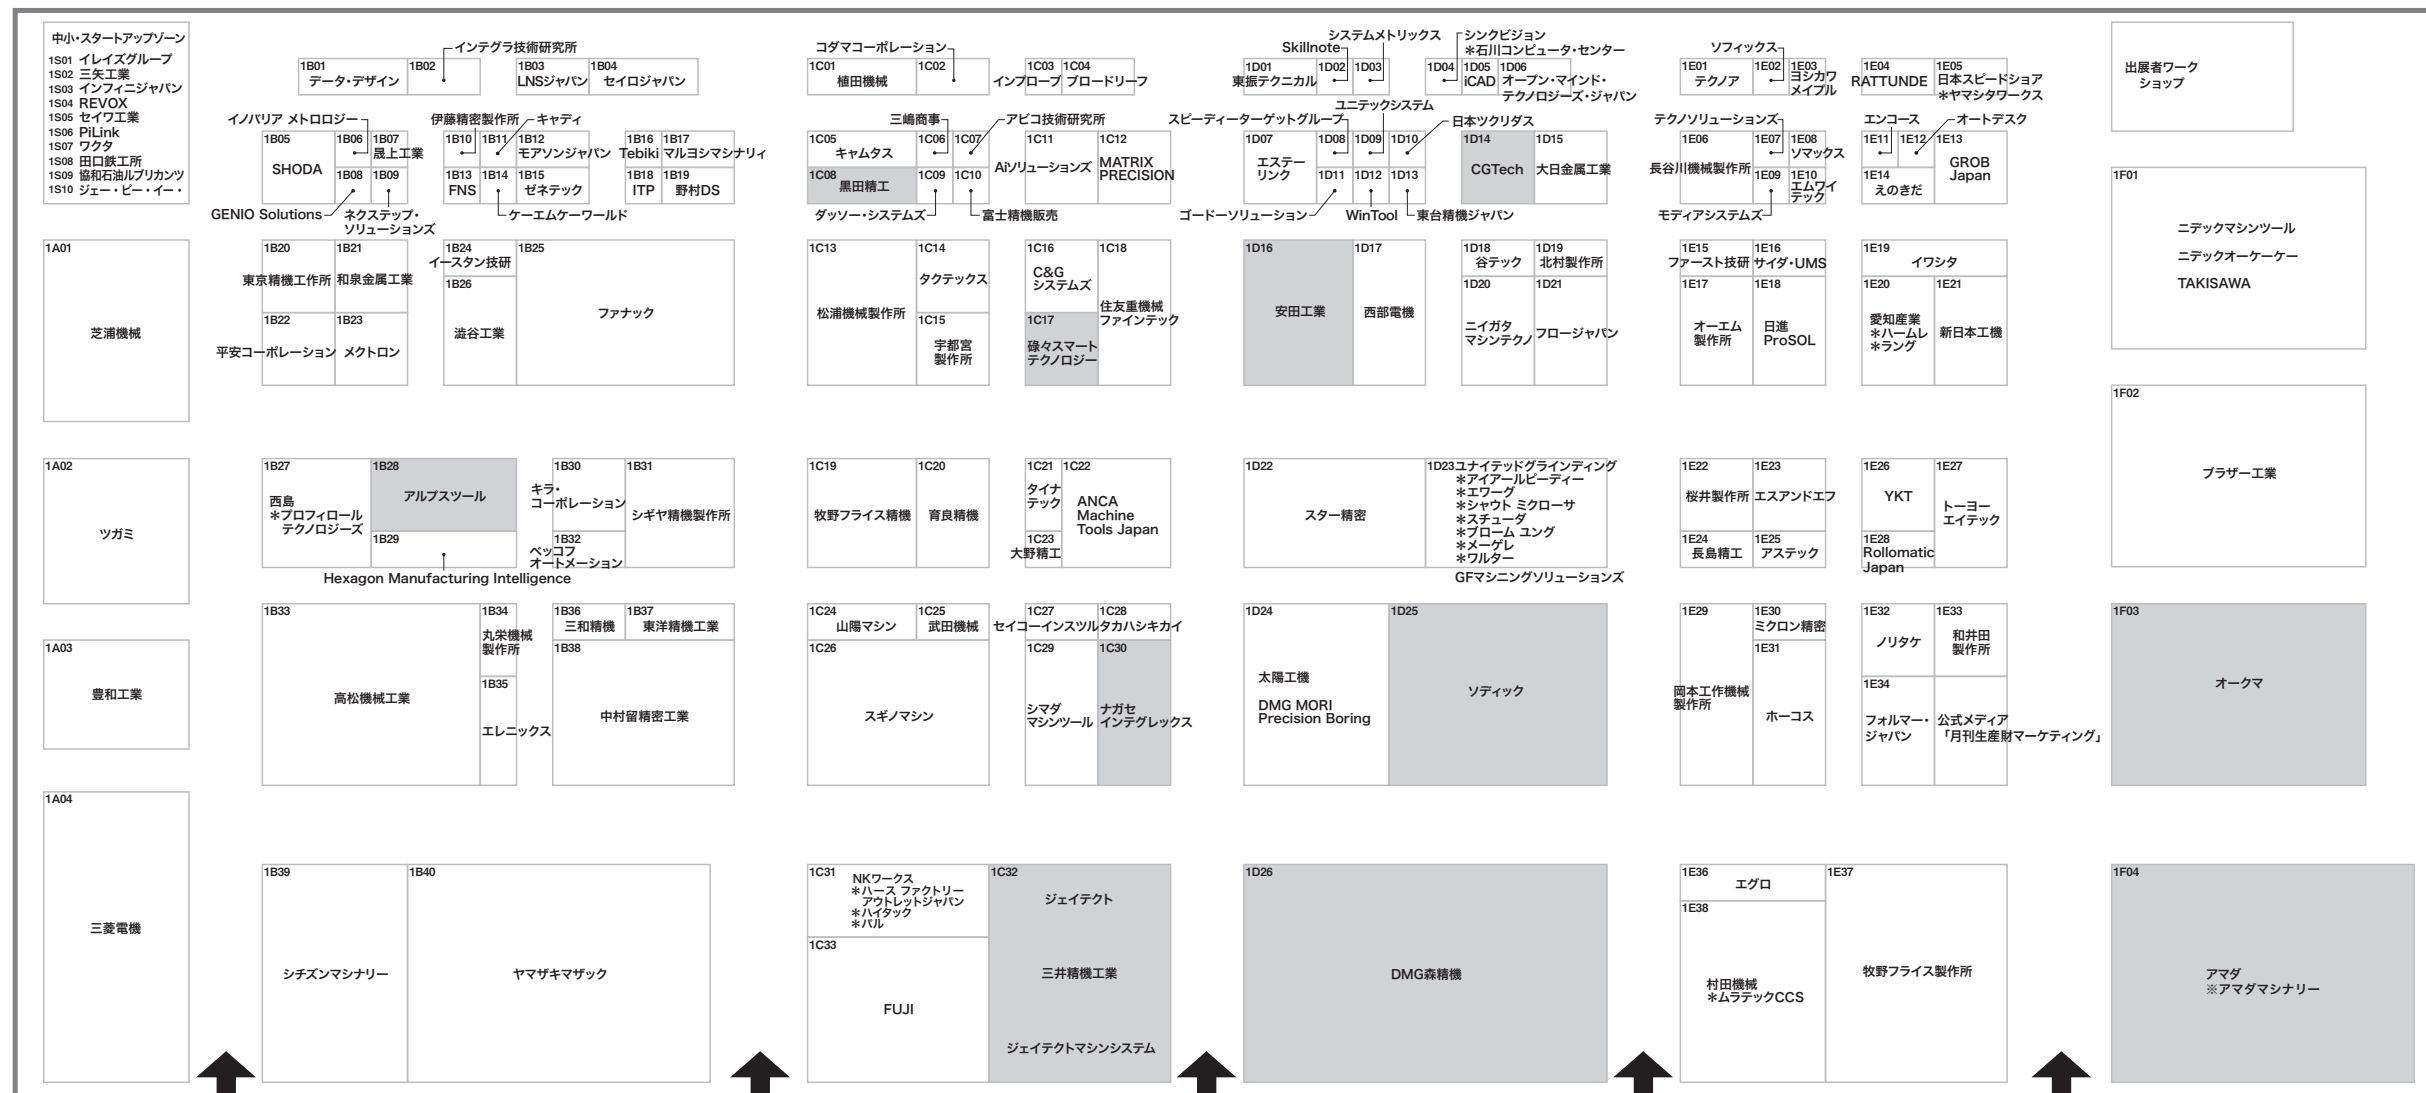 中小・スタートアップゾーン
1S01 イレイズグループ
1S02 三矢工業
1S03 インフィニジャパン
1S04 REVOX
1S05 セイワ工業
1S06 PiLink
1S07 ワクタ
1S08 田口鉄工所
1S09 協和石油ルブリカンツ
1S10 ジェー・ピー・イー・
1A01
芝浦機械
1A02
ツガミ
1A03
豊和工業
1A04
三菱電機
1B01
データ・デザイン
1B02
インテグラ技術研究所
1B03
LNSジャパン
1B04
セイロジャパン
1B05
SHODA
1B06
イノバリア メトロロジー
1B07
晟上工業
1B08
GENIO Solutions
1B09
ネクステップ・
ソリューションズ
1B10
伊藤精密製作所
1B11
キャディ
1B12
モアソンジャパン
1B13
FNS
1B14
ケーエムケーワールド
1B15
ゼネテック
1B16
Tebiki
1B17
マルヨシマシナリィ
1B18
ITP
1B19
野村DS
1B20
東京精機工作所
1B21
和泉金属工業
1B22
平安コーポレーション
1B23
メクトロン
1B24
イースタン技研
1B25
ファナック
1B26
澁谷工業
1B27
西島
＊プロフィロール
テクノロジーズ
1B28
アルプスツール
1B29
Hexagon Manufacturing Intelligence
1B30
キラ・
コーポレーション
1B31
シギヤ精機製作所
1B32
ベッコフ
オートメーション
1B33
高松機械工業
1B34
丸栄機械
製作所
1B35
エレニックス
1B36
三和精機
1B37
東洋精機工業
1B38
中村留精密工業
1B39
シチズンマシナリー
1B40
ヤマザキマザック
1C01
植田機械
1C02
コダマコーポレーション
1C03
インプローブ
1C04
ブロードリーフ
1C05
キャムタス
1C06
三嶋商事
1C07
アビコ技術研究所
1C08
黒田精工
1C09
ダッソー・システムズ
1C10
富士精機販売
1C11
Aiソリューションズ
1C12
MATRIX
PRECISION
1C13
松浦機械製作所
1C14
タクテックス
1C15
宇都宮
製作所
1C16
C&G
システムズ
1C17
碌々スマート
テクノロジー
1C18
住友重機械
ファインテック
1C19
牧野フライス精機
1C20
育良精機
1C21
タイナ
テック
1C22
ANCA
Machine
Tools Japan
1C23
大野精工
1C24
山陽マシン
1C25
武田機械
1C26
スギノマシン
1C27
セイコーインスツル
1C28
タカハシキカイ
1C29
シマダ
マシンツール
1C30
ナガセ
インテグレックス
1C31
NKワークス
＊ハース ファクトリー
アウトレットジャパン
＊ハイタック
＊パル
1C32
ジェイテクト
三井精機工業
ジェイテクトマシンシステム
1C33
FUJI
1D01
東振テクニカル
1D02
Skillnote
1D03
システムメトリックス
1D04
シンクビジョン
＊石川コンピュータ・センター
1D05
iCAD
1D06
オープン・マインド・
テクノロジーズ・ジャパン
1D07
エステー
リンク
1D08
スピーディーターゲットグループ
1D09
ユニテックシステム
1D10
日本ツクリダス
1D11
ゴードーソリューション
1D12
WinTool
1D13
東台精機ジャパン
1D14
CGTech
1D15
大日金属工業
1D16
安田工業
1D17
西部電機
1D18
谷テック
1D19
北村製作所
1D20
ニイガタ
マシンテクノ
1D21
フロージャパン
1D22
スター精密
1D23ユナイテッドグラインディング
＊アイアールピーディー
＊エワーグ
＊シャウト ミクローサ
＊スチューダ
＊ブローム ユング
＊メーゲレ
＊ワルター
GFマシニングソリューションズ
1D24
太陽工機
DMG MORI
Precision Boring
1D25
ソディック
1D26
DMG森精機
1E01
テクノア
1E02
ソフィックス
1E03
ヨシカワ
メイプル
1E04
RATTUNDE
1E05
日本スピードショア
＊ヤマシタワークス
1E06
長谷川機械製作所
1E07
テクノソリューションズ
1E08
ソマックス
1E09
モディアシステムズ
1E10
エムワイ
テック
1E11
エンコース
1E12
オートデスク
1E13
GROB
Japan
1E14
えのきだ
1E15
ファースト技研
1E16
サイダ・UMS
1E17
オーエム
製作所
1E18
日進
ProSOL
1E19
イワシタ
1E20
愛知産業
＊ハームレ
＊ラング
1E21
新日本工機
1E22
桜井製作所
1E23
エスアンドエフ
1E24
長島精工
1E25
アステック
1E26
YKT
1E27
トーヨー
エイテック
1E28
Rollomatic
Japan
1E29
岡本工作機械
製作所
1E30
ミクロン精密
1E31
ホーコス
1E32
ノリタケ
1E33
和井田
製作所
1E34
フォルマー・
ジャパン
公式メディア
「月刊生産財マーケティング」
1E36
エグロ
1E37
牧野フライス製作所
1E38
村田機械
＊ムラテックCCS
出展者ワーク
ショップ
1F01
ニデックマシンツール
ニデックオーケーケー
TAKISAWA
1F02
ブラザー工業
1F03
オークマ
1F04
アマダ
※アマダマシナリー